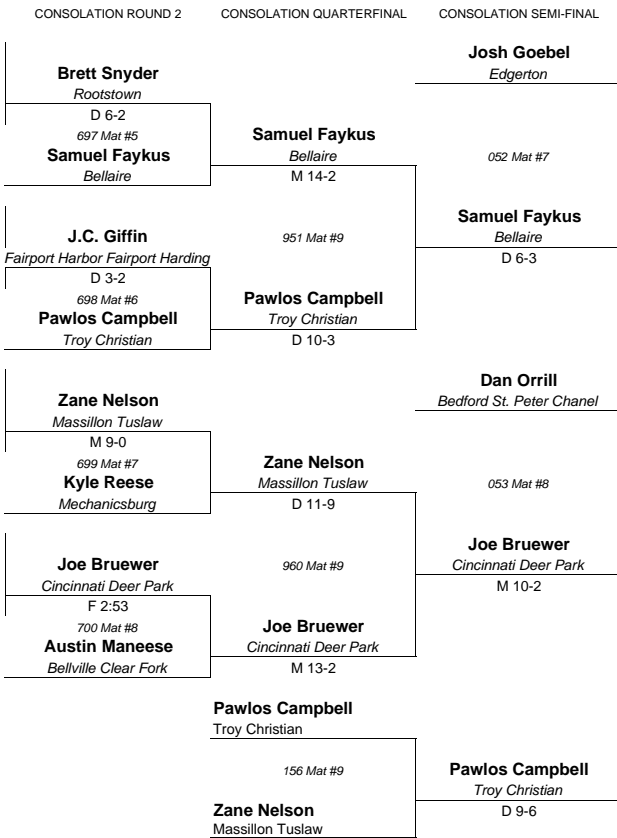 CONSOLATION ROUND 2
CONSOLATION QUARTERFINAL
CONSOLATION SEMI-FINAL
Josh Goebel
Edgerton
Brett Snyder
Rootstown
D 6-2
697 Mat #5
Samuel Faykus
Bellaire
Samuel Faykus
Bellaire
M 14-2
052 Mat #7
Samuel Faykus
Bellaire
D 6-3
J.C. Giffin
Fairport Harbor Fairport Harding
D 3-2
698 Mat #6
Pawlos Campbell
Troy Christian
951 Mat #9
Pawlos Campbell
Troy Christian
D 10-3
Dan Orrill
Bedford St. Peter Chanel
Zane Nelson
Massillon Tuslaw
M 9-0
699 Mat #7
Kyle Reese
Mechanicsburg
Zane Nelson
Massillon Tuslaw
D 11-9
053 Mat #8
Joe Bruewer
Cincinnati Deer Park
M 10-2
Joe Bruewer
Cincinnati Deer Park
F 2:53
700 Mat #8
Austin Maneese
Bellville Clear Fork
960 Mat #9
Joe Bruewer
Cincinnati Deer Park
M 13-2
Pawlos Campbell
Troy Christian
156 Mat #9
Zane Nelson
Massillon Tuslaw
Pawlos Campbell
Troy Christian
D 9-6